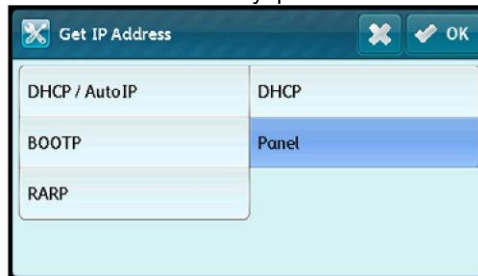 Get IP Address
OK
DHCP / AutoIP
DHCP
BOOTP
Panel
RARP